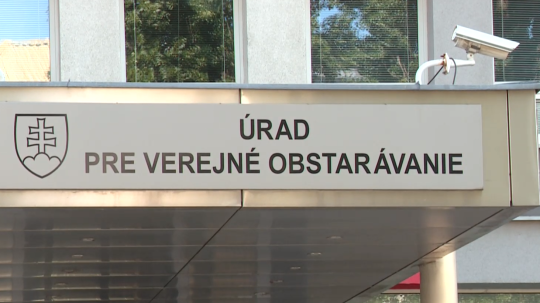 ÚRAD
PRE VEREJNÉ OBSTARÁVANIE